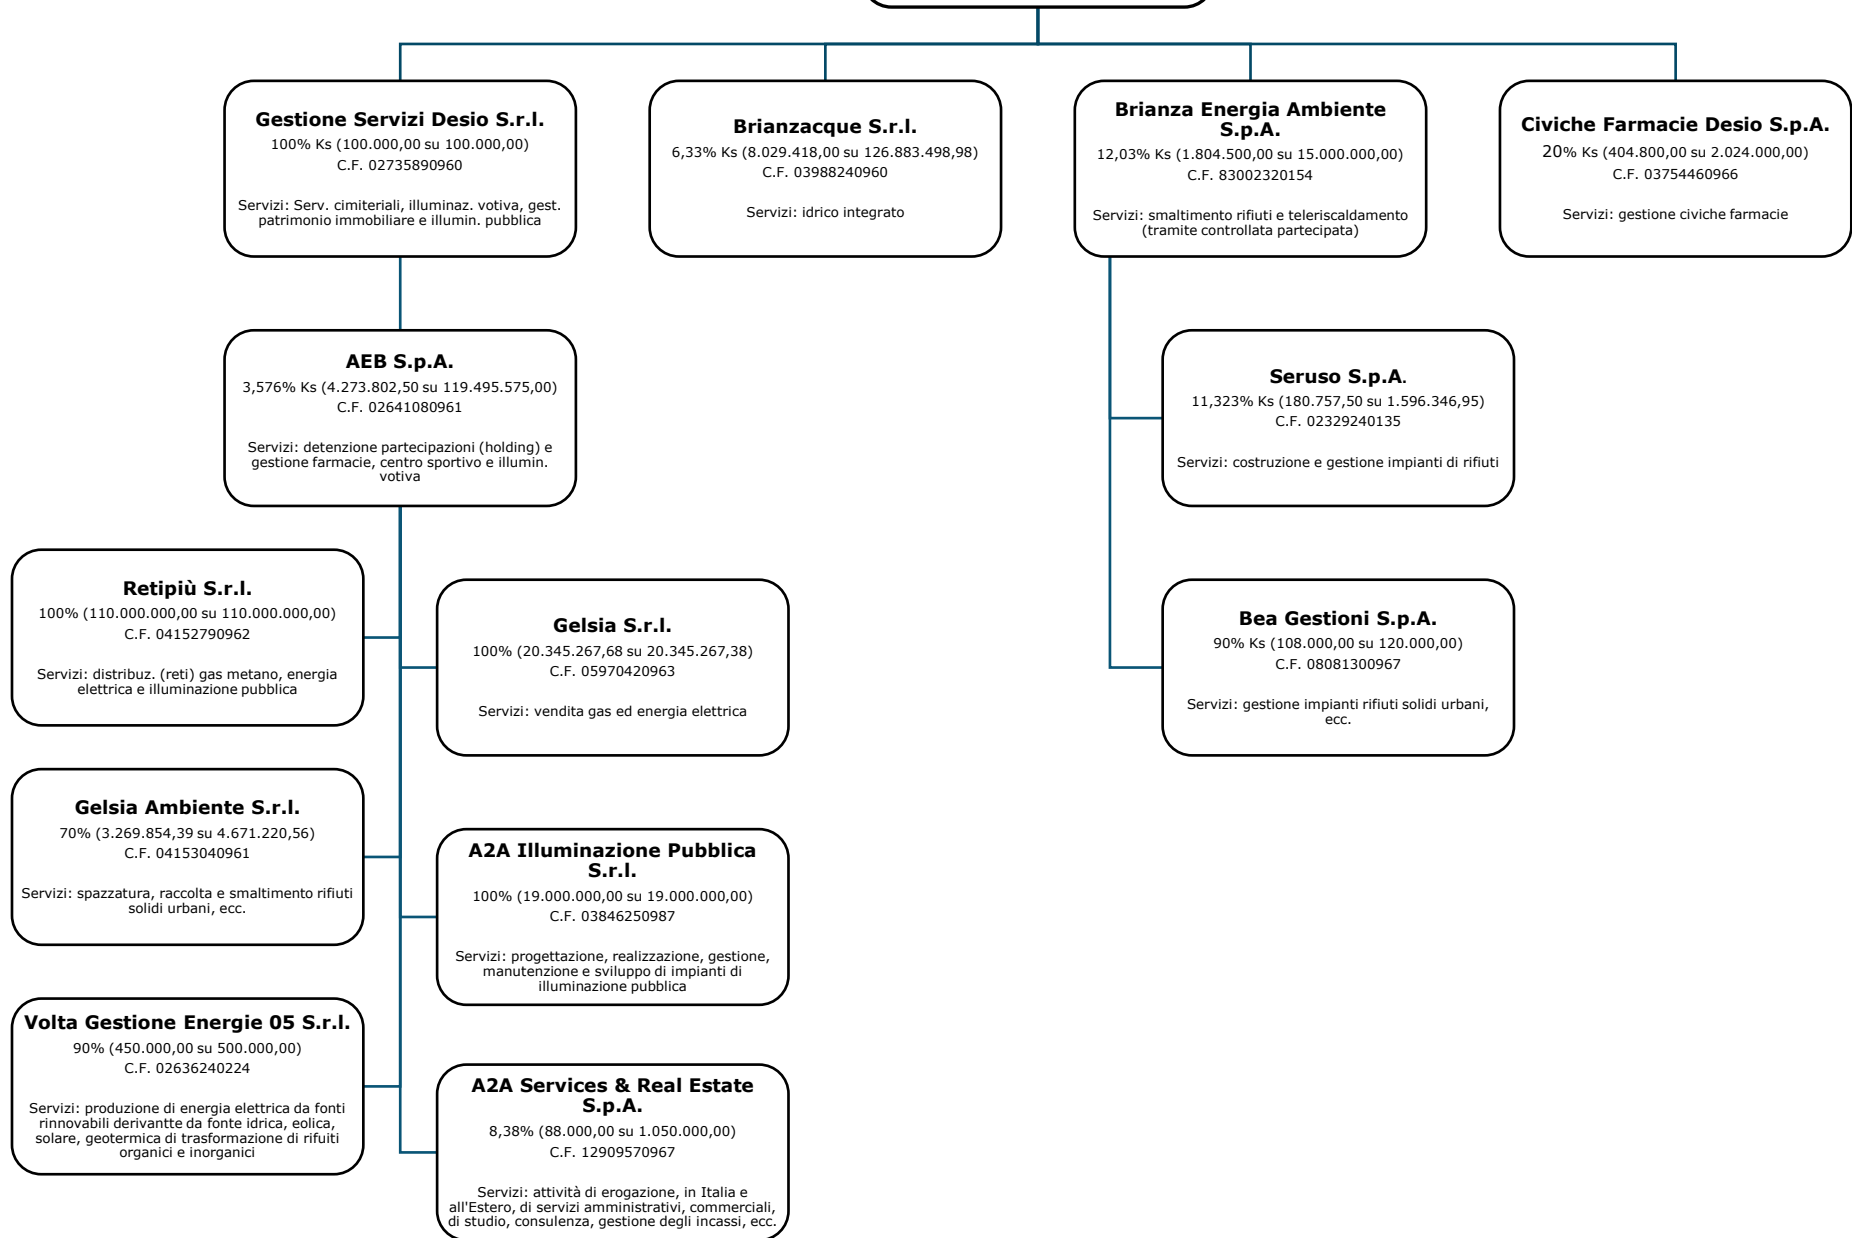 Gestione Servizi Desio S.r.l.
100% Ks (100.000,00 su 100.000,00)
C.F. 02735890960
Servizi: Serv. cimiteriali, illuminaz. votiva, gest.
patrimonio immobiliare e illumin. pubblica
Brianzacque S.r.l.
6,33% Ks (8.029.418,00 su 126.883.498,98)
C.F. 03988240960
Servizi: idrico integrato
Brianza Energia Ambiente
S.p.A.
12,03% Ks (1.804.500,00 su 15.000.000,00)
C.F. 83002320154
Servizi: smaltimento rifiuti e teleriscaldamento
(tramite controllata partecipata)
Civiche Farmacie Desio S.p.A.
20% Ks (404.800,00 su 2.024.000,00)
C.F. 03754460966
Servizi: gestione civiche farmacie
AEB S.p.A.
3,576% Ks (4.273.802,50 su 119.495.575,00)
C.F. 02641080961
Servizi: detenzione partecipazioni (holding) e
gestione farmacie, centro sportivo e illumin.
votiva
Seruso S.p.A.
11,323% Ks (180.757,50 su 1.596.346,95)
C.F. 02329240135
Servizi: costruzione e gestione impianti di rifiuti
Retipiù S.r.l.
100% (110.000.000,00 su 110.000.000,00)
C.F. 04152790962
Servizi: distribuz. (reti) gas metano, energia
elettrica e illuminazione pubblica
Gelsia S.r.l.
100% (20.345.267,68 su 20.345.267,38)
C.F. 05970420963
Servizi: vendita gas ed energia elettrica
Bea Gestioni S.p.A.
90% Ks (108.000,00 su 120.000,00)
C.F. 08081300967
Servizi: gestione impianti rifiuti solidi urbani,
ecc.
Gelsia Ambiente S.r.l.
70% (3.269.854,39 su 4.671.220,56)
C.F. 04153040961
Servizi: spazzatura, raccolta e smaltimento rifiuti
solidi urbani, ecc.
A2A Illuminazione Pubblica
S.r.l.
100% (19.000.000,00 su 19.000.000,00)
C.F. 03846250987
Servizi: progettazione, realizzazione, gestione,
manutenzione e sviluppo di impianti di
illuminazione pubblica
Volta Gestione Energie 05 S.r.l.
90% (450.000,00 su 500.000,00)
C.F. 02636240224
Servizi: produzione di energia elettrica da fonti
rinnovabili derivantte da fonte idrica, eolica,
solare, geotermica di trasformazione di rifuiti
organici e inorganici
A2A Services & Real Estate
S.p.A.
8,38% (88.000,00 su 1.050.000,00)
C.F. 12909570967
Servizi: attività di erogazione, in Italia e
all'Estero, di servizi amministrativi, commerciali,
di studio, consulenza, gestione degli incassi, ecc.